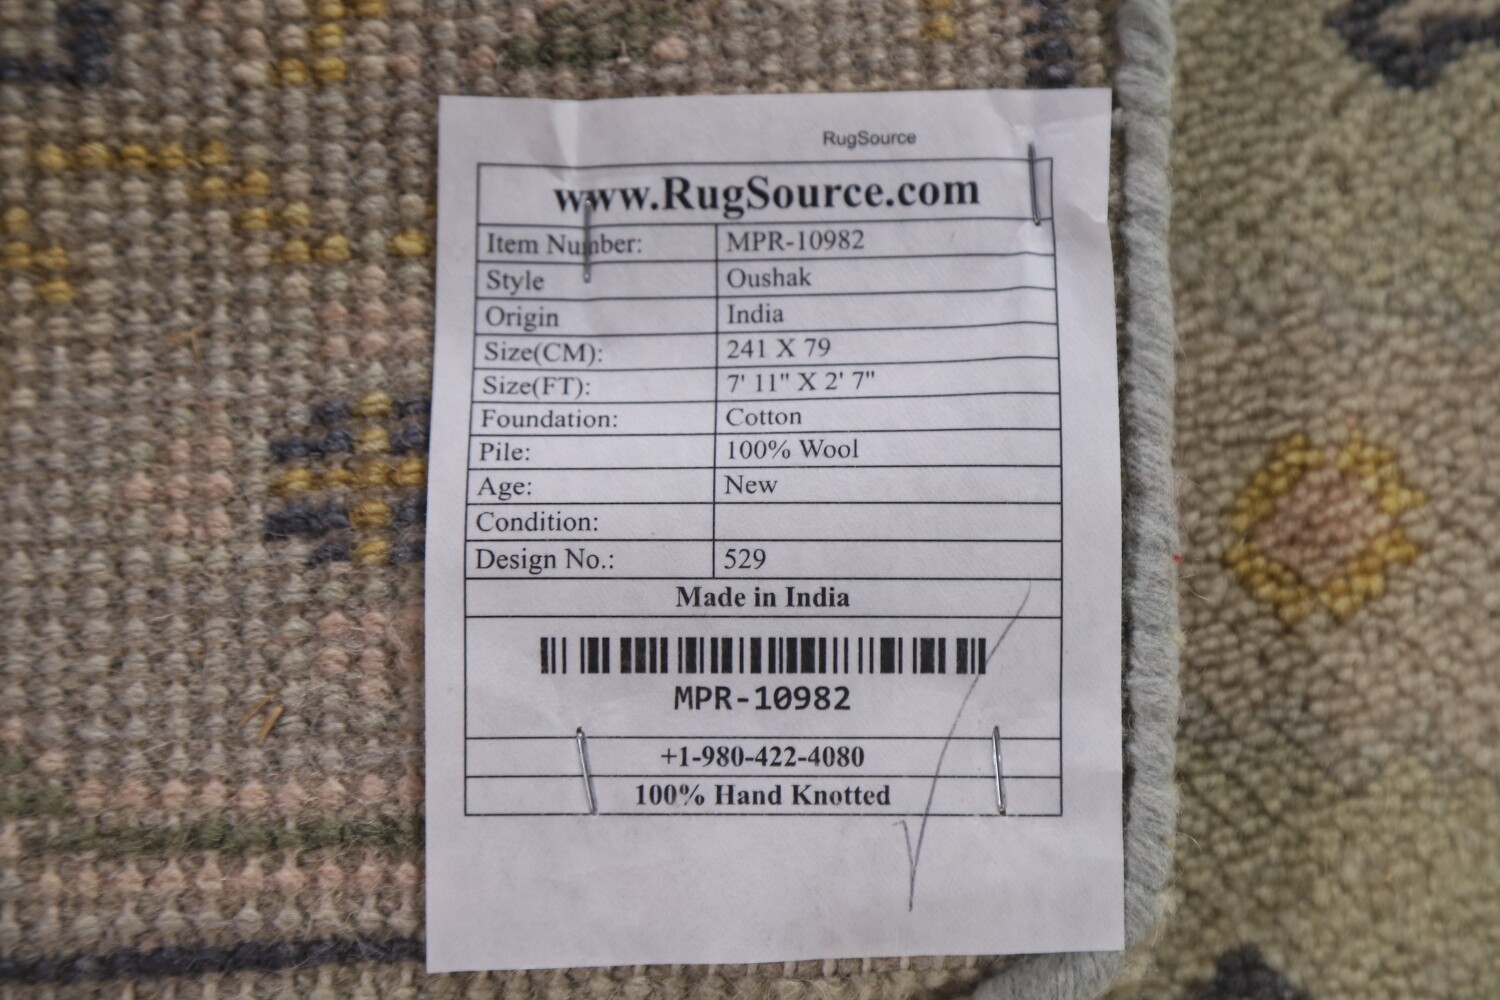 RugSource
www.RugSource.com
Item Number: MPR-10982
Style Oushak
Origin India
Size(CM): 241 X 79
Size(FT): 7' 11" X 2' 7"
Foundation: Cotton
Pile: 100% Wool
Age: New
Condition:
Design No.: 529
Made in India
MPR-10982
+1-980-422-4080
100% Hand Knotted